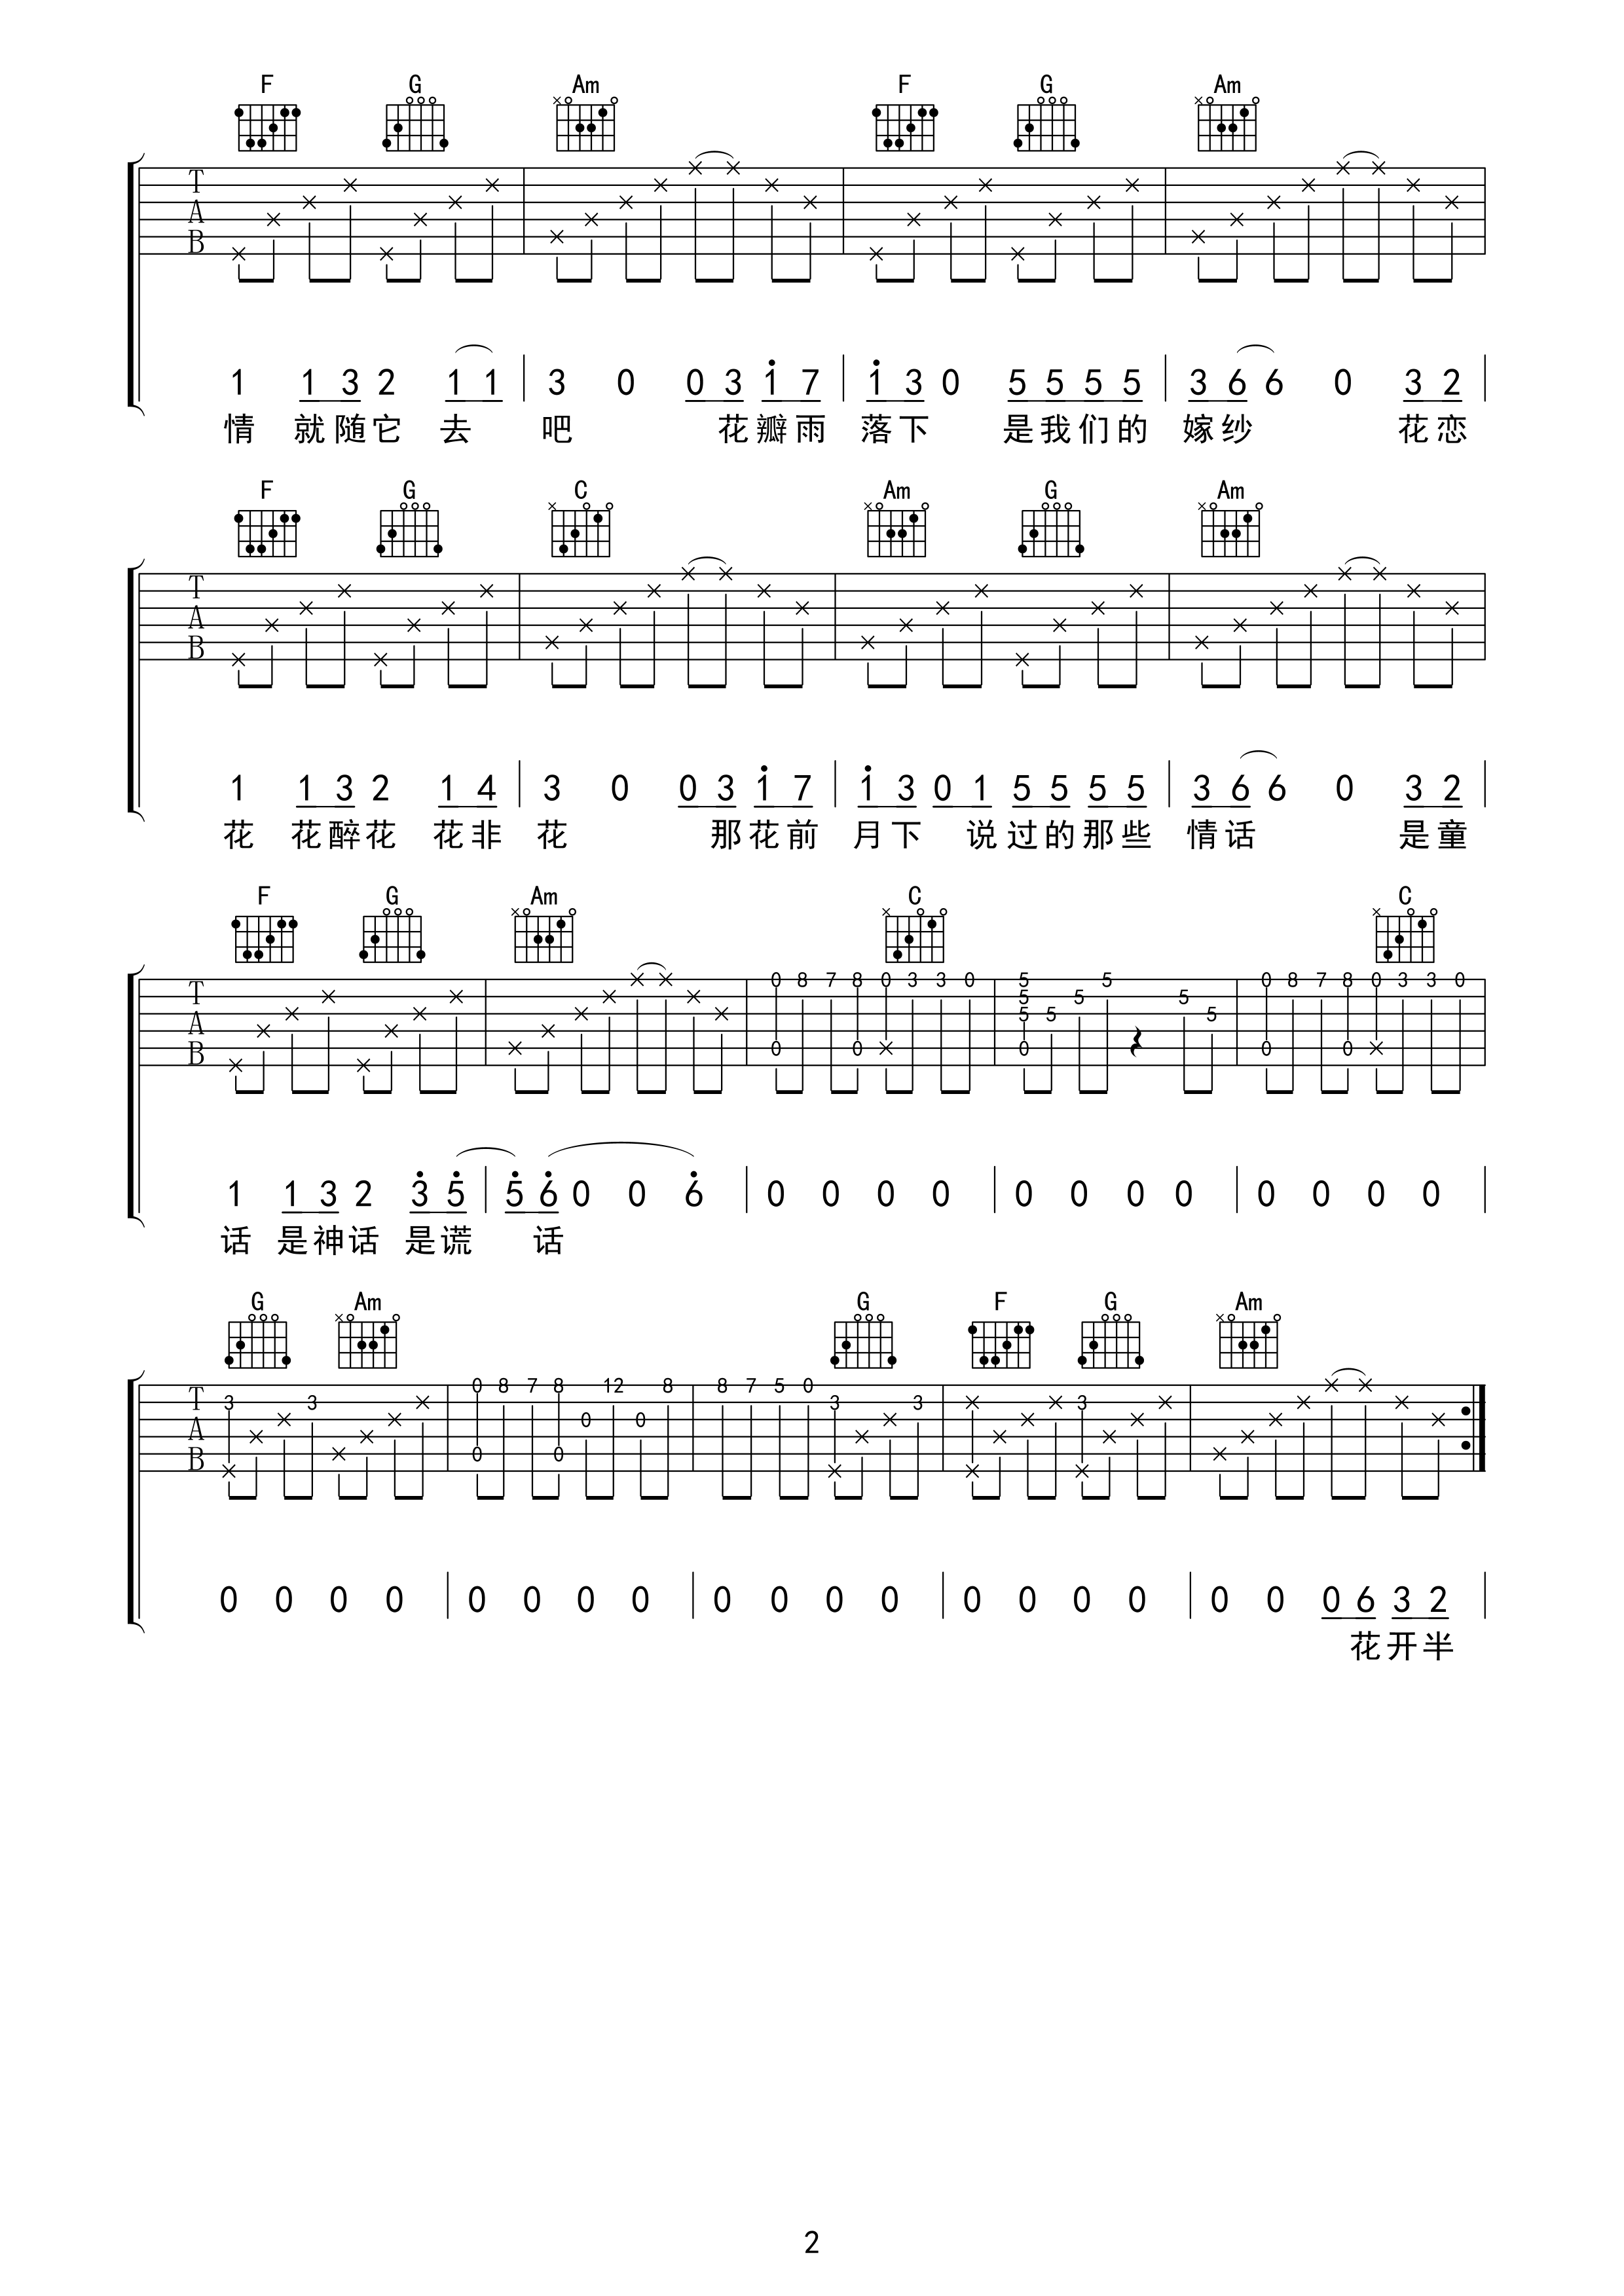 F G Am F G Am
T
A
B
1 1 3 2 1 1 3 0 0 3 1 7 1 3 0 5 5 5 5 3 6 6 0 3 2
情 就随它 去 吧 花瓣雨 落下 是我们的 嫁纱 花恋
F G C Am G Am
T
A
B
1 1 3 2 1 4 3 0 0 3 1 7 1 3 0 1 5 5 5 5 3 6 6 0 3 2
花 花醉花 花非 花 那花前 月下 说过的那些 情话 是童
F G Am C C
0 8 7 8 0 3 3 0 5 5 0 8 7 8 0 3 3 0
T 5 5 5
A 5 5 5
B 0 0 0 0 0
1 1 3 2 3 5 5 6 0 0 6 0 0 0 0 0 0 0 0 0 0 0 0
话 是神话 是谎 话
G Am G F G Am
0 8 7 8 12 8 8 7 5 0
T 3 3 3 3 3
A 0 0
B 0 0
0 0 0 0 0 0 0 0 0 0 0 0 0 0 0 0 0 0 0 6 3 2
花开半
2